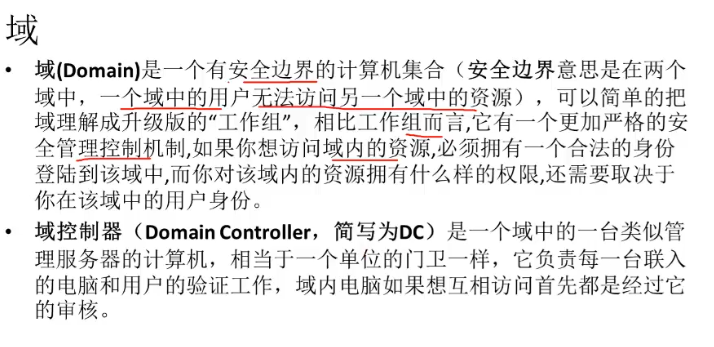 域
• 域(Domain)是一个有安全边界的计算机集合（安全边界意思是在两个
域中，一个域中的用户无法访问另一个域中的资源），可以简单的把
域理解成升级版的“工作组”，相比工作组而言,它有一个更加严格的安
全管理控制机制,如果你想访问域内的资源,必须拥有一个合法的身份
登陆到该域中,而你对该域内的资源拥有什么样的权限,还需要取决于
你在该域中的用户身份。
• 域控制器（Domain Controller，简写为DC）是一个域中的一台类似管
理服务器的计算机，相当于一个单位的门卫一样，它负责每一台联入
的电脑和用户的验证工作，域内电脑如果想互相访问首先都是经过它
的审核。